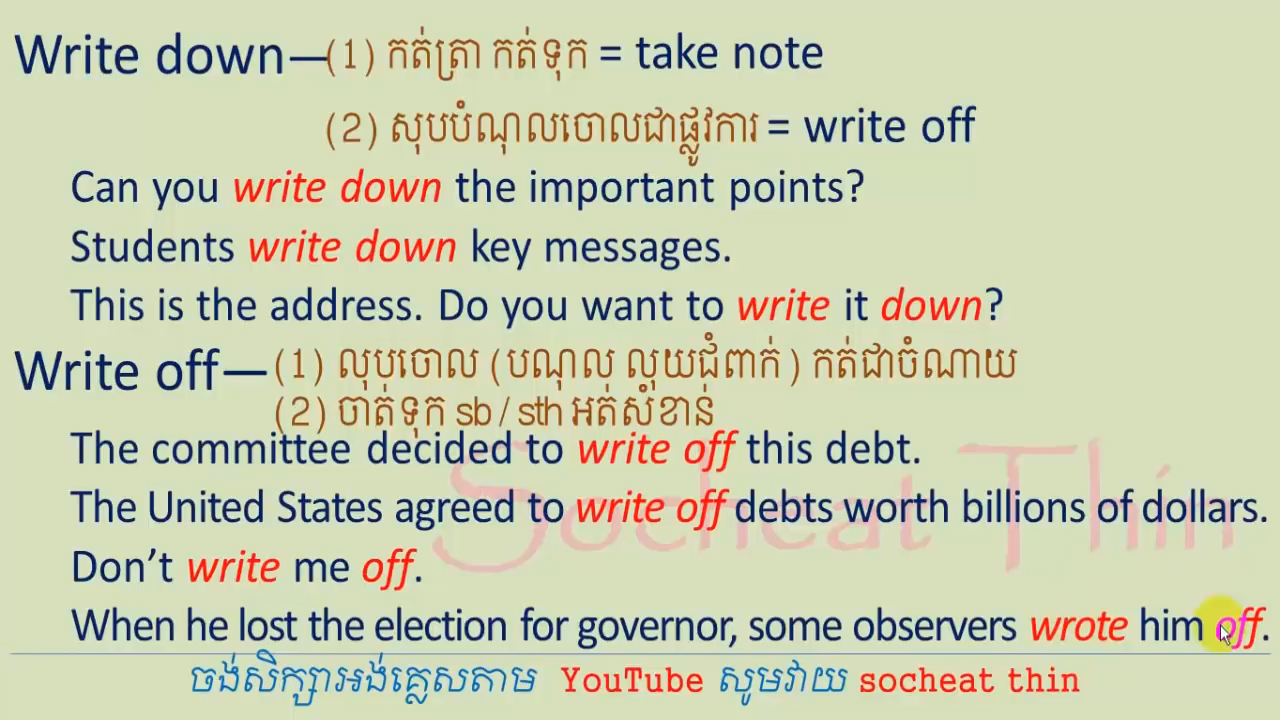 Write down—(1) កត់ត្រា កត់ទុក = take note
(2) សុបបំណុលចោលជាផ្លូវការ = write off
Can you write down the important points?
Students write down key messages.
This is the address. Do you want to write it down?
Write off—(1) លុបចោល (បណុល លុយជំពាក់) កត់ជាចំណាយ
(2) ចាត់ទុក sb / sth អត់សំខាន់
The committee decided to write off this debt.
The United States agreed to write off debts worth billions of dollars.
Don’t write me off.
When he lost the election for governor, some observers wrote him off.
Socheat Thin
ចង់សិក្សាអង់គ្លេសតាម YouTube សូមវាយ socheat thin